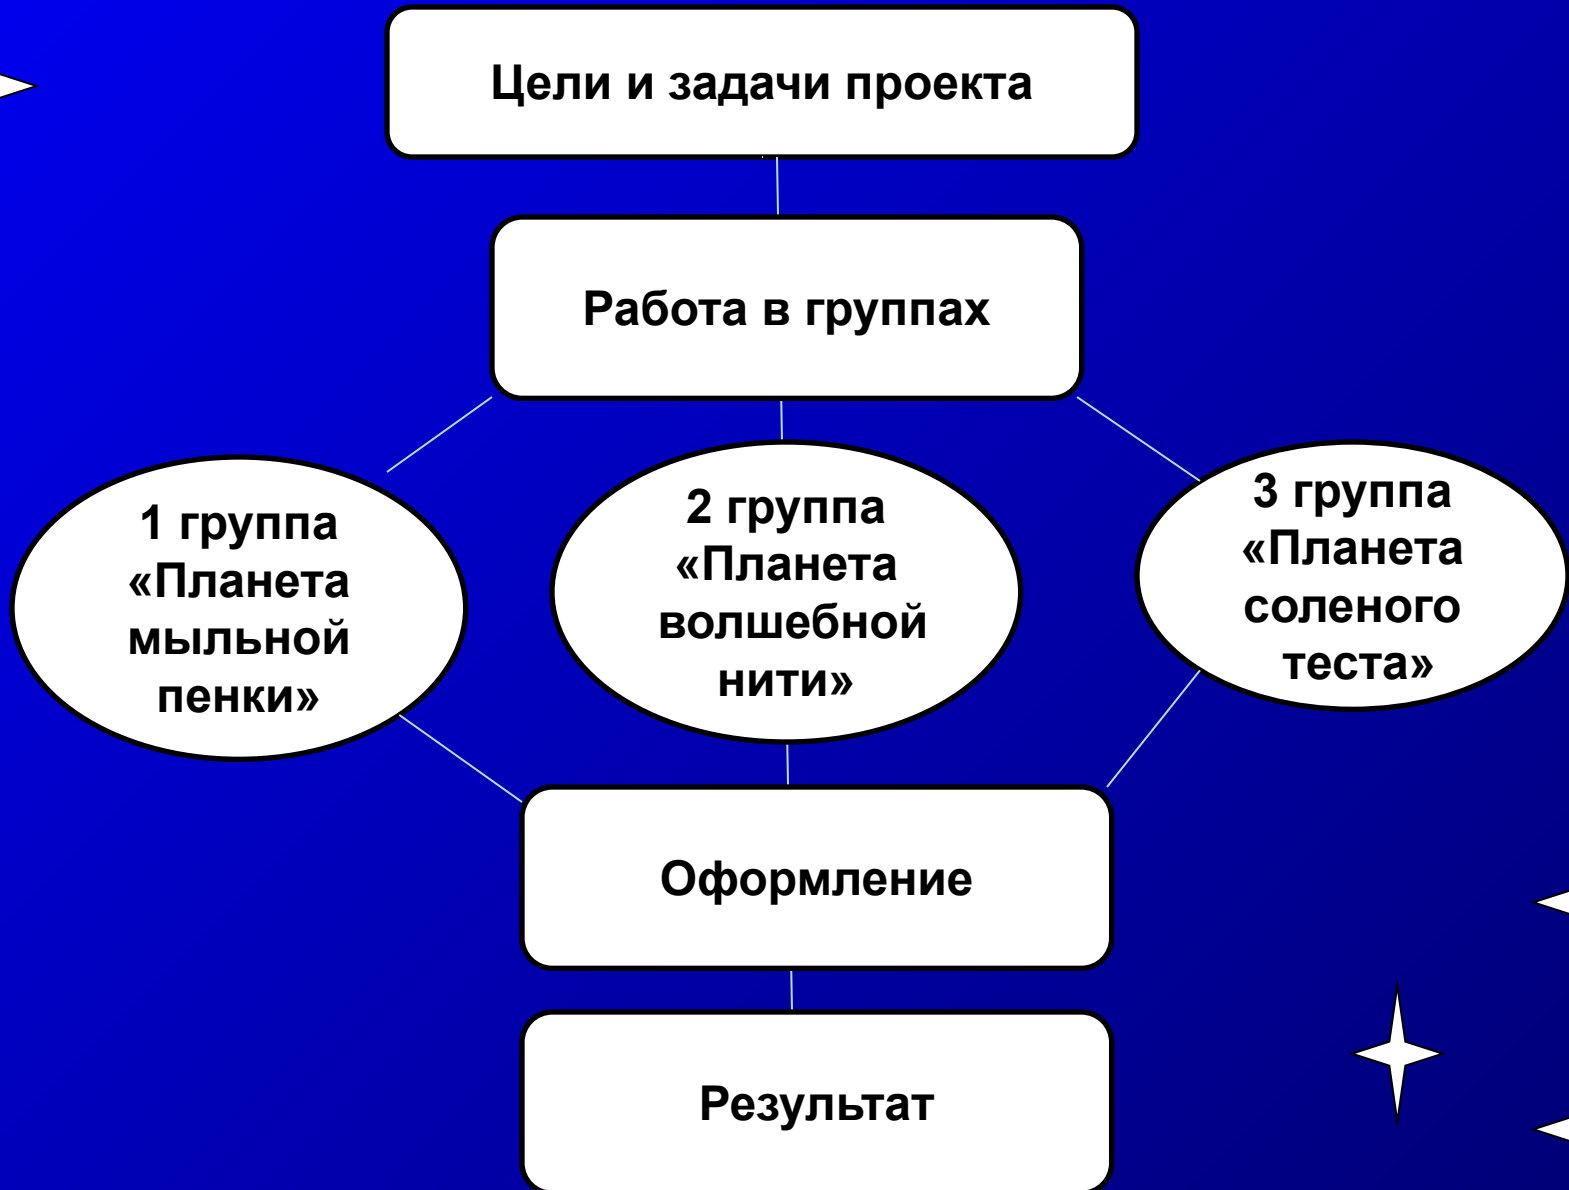 Цели и задачи проекта
Работа в группах
1 группа
«Планета
мыльной
пенки»
2 группа
«Планета
волшебной
нити»
3 группа
«Планета
соленого
теста»
Оформление
Результат